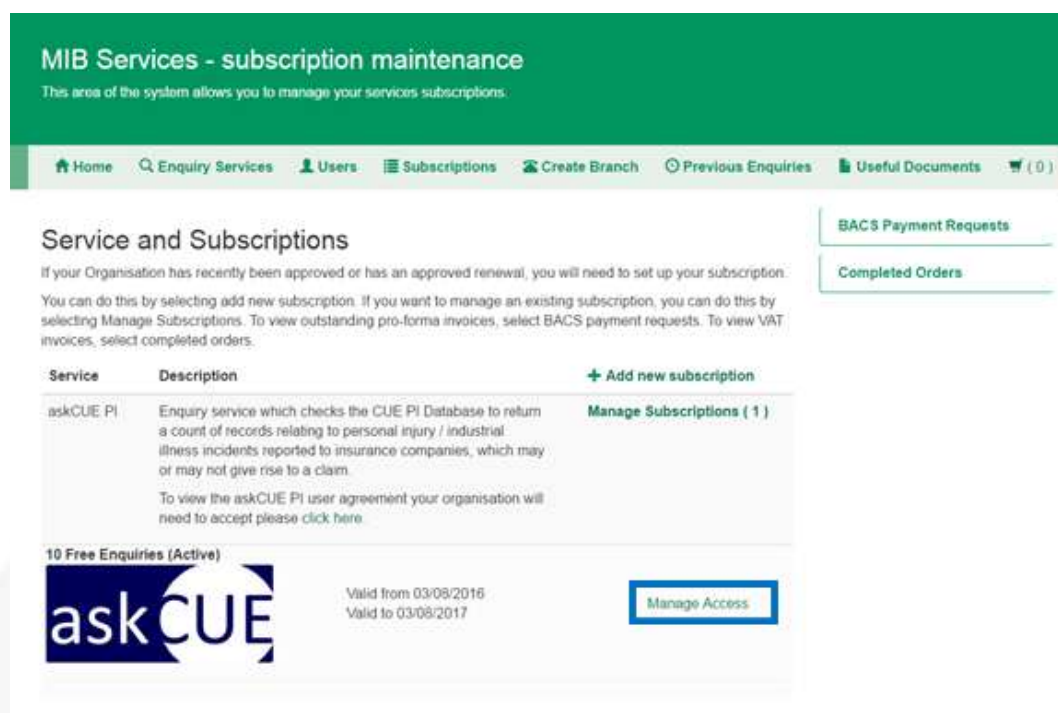 MIB Services - subscription maintenance
This area of the system allows you to manage your services subscriptions.
Home Enquiry Services Users Subscriptions Create Branch Previous Enquiries Useful Documents ( 0 )
Service and Subscriptions
If your Organisation has recently been approved or has an approved renewal, you will need to set up your subscription.
You can do this by selecting add new subscription. If you want to manage an existing subscription, you can do this by
selecting Manage Subscriptions. To view outstanding pro-forma invoices, select BACS payment requests. To view VAT
invoices, select completed orders.
BACS Payment Requests
Completed Orders
Service Description + Add new subscription
askCUE PI Enquiry service which checks the CUE PI Database to return Manage Subscriptions ( 1 )
a count of records relating to personal injury / industrial
illness incidents reported to insurance companies, which may
or may not give rise to a claim.
To view the askCUE PI user agreement your organisation will
need to accept please click here
10 Free Enquiries (Active)
askCUE
Valid from 03/08/2016
Valid to 03/08/2017
Manage Access